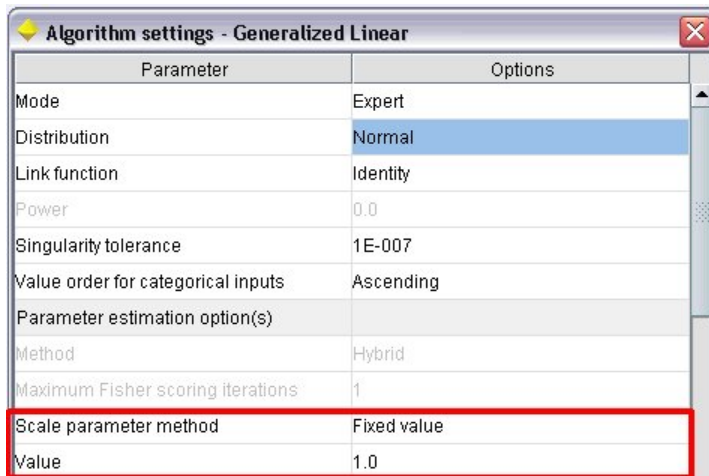 Algorithm settings - Generalized Linear
Parameter Options
Mode Expert
Distribution Normal
Link function Identity
Power 0.0
Singularity tolerance 1E-007
Value order for categorical inputs Ascending
Parameter estimation option(s)
Method Hybrid
Maximum Fisher scoring iterations 1
Scale parameter method Fixed value
Value 1.0